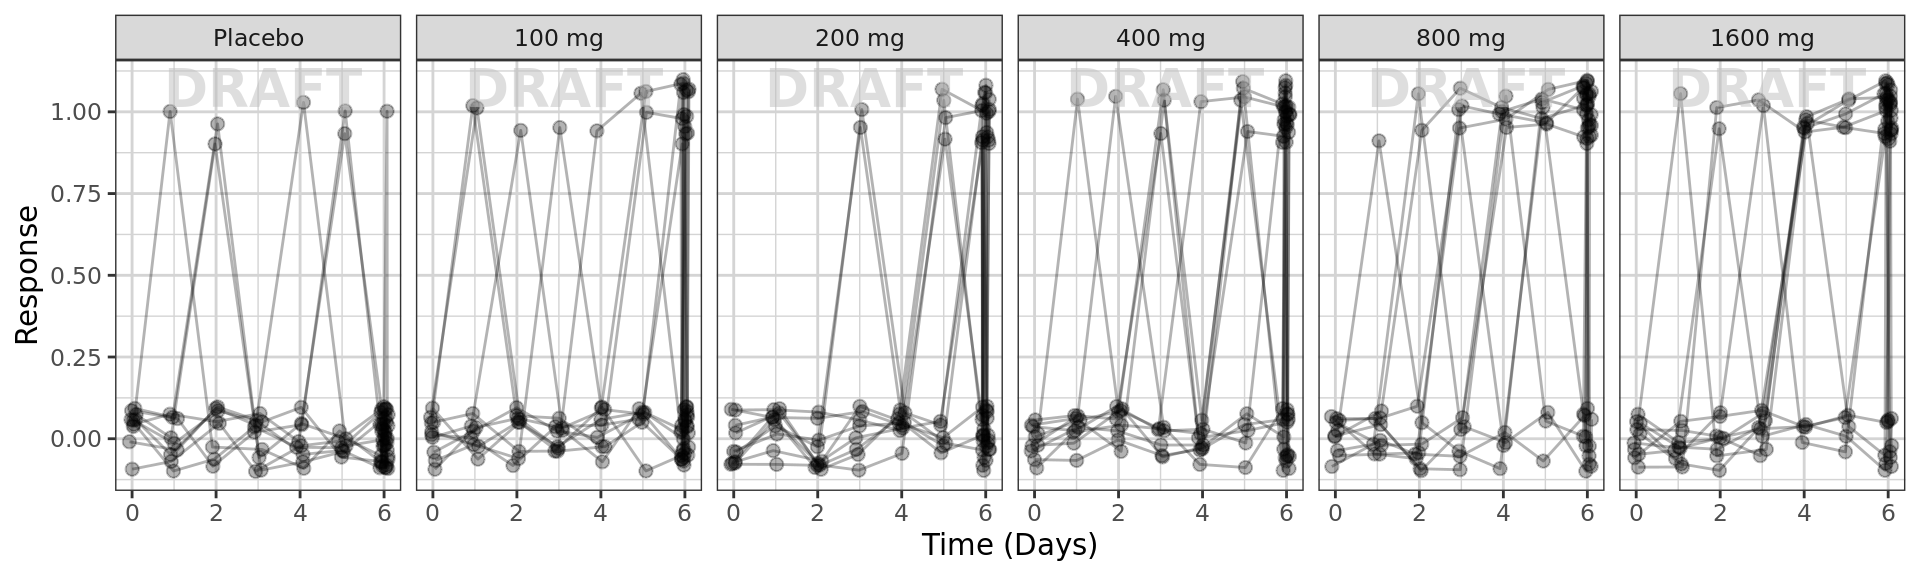 Placebo 100 mg 200 mg 400 mg 800 mg 1600 mg
DRAFT DRAFT DRAFT DRAFT DRAFT DRAFT
1.00
0.75
0.50
0.25
0.00
Response
0 2 4 6 0 2 4 6 0 2 4 6 0 2 4 6 0 2 4 6 0 2 4 6
Time (Days)